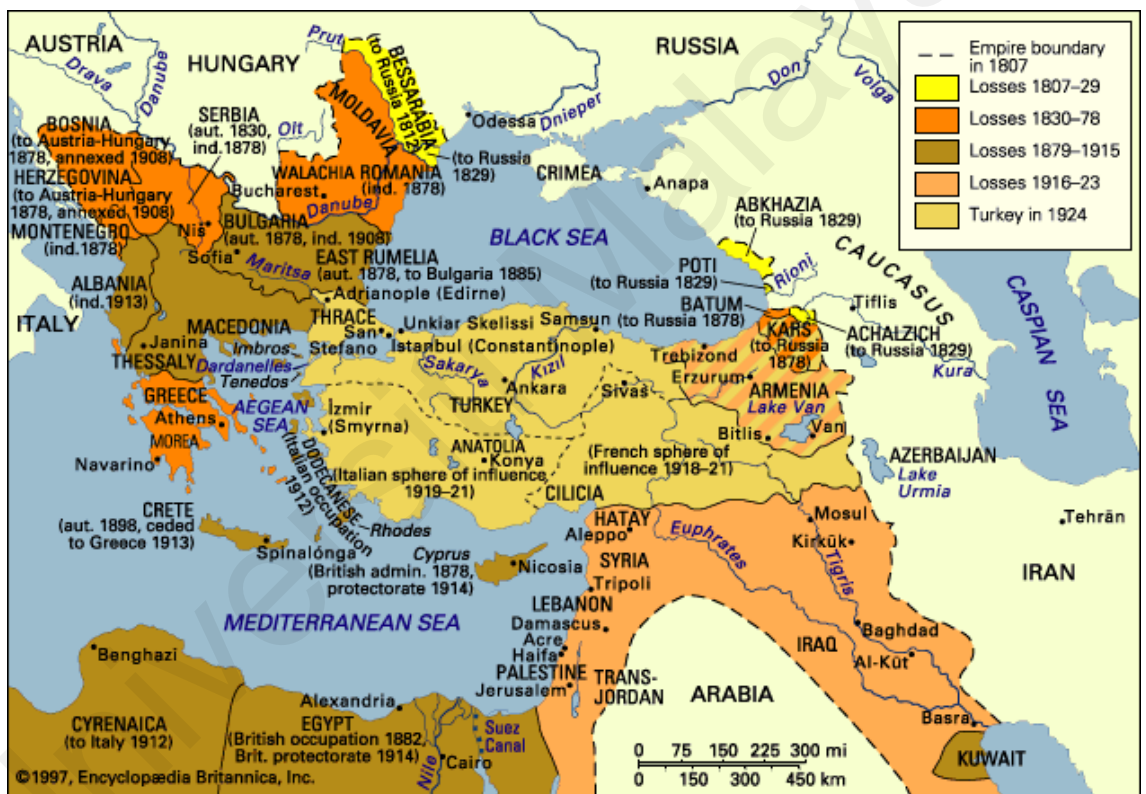 AUSTRIA
Drava
Danube
HUNGARY
Prut
BESSARABIA
(to Russia 1812)
MOLDAVIA
Olt
RUSSIA
Don
Volga
Dnieper
Odessa
(to Russia
1829)
CRIMEA
Anapa
Empire boundary
in 1807
Losses 1807–29
Losses 1830–78
Losses 1879–1915
Losses 1916–23
Turkey in 1924
BOSNIA
(to Austria-Hungary
1878, annexed 1908)
HERZEGOVINA
(to Austria-Hungary
1878, annexed 1908)
MONTENEGRO
(ind.1878)
SERBIA
(aut. 1830,
ind.1878)
WALACHIA ROMANIA
(ind. 1878)
Bucharest
Danube
Niš
BULGARIA
(aut. 1878, ind. 1908)
Sofia
Maritsa
EAST RUMELIA
(aut. 1878, to Bulgaria 1885)
Adrianople (Edirne)
BLACK SEA
ABKHAZIA
(to Russia 1829)
CAUCASUS
POTI
(to Russia 1829)
Rioni
BATUM
(to Russia 1878)
Tiflis
KARS
(to Russia
1878)
ACHALZICH
(to Russia 1829)
Kura
CASPIAN SEA
ALBANIA
(ind.1913)
ITALY
MACEDONIA
THRACE
San
Stefano
Unkiar Skelissi
Istanbul (Constantinople)
Samsun
Trebizond
Erzurum
ARMENIA
Lake Van
Van
Bitlis
Janina
THESSALY
Imbros
Dardanelles
Tenedos
Sakarya
Kizil
Ankara
Sivas
TURKEY
GREECE
Athens
AEGEAN
SEA
MOREA
Navarino
İzmir
(Smyrna)
ANATOLIA
Konya
(Italian sphere of influence
1919–21)
(French sphere of
influence 1918–21)
CILICIA
DODECANESE
(Italian occupation
1912)
Rhodes
AZERBAIJAN
Lake
Urmia
Tehrān
IRAN
CRETE
(aut. 1898, ceded
to Greece 1913)
Spinalónga
Cyprus
(British admin. 1878,
protectorate 1914)
Nicosia
HATAY
Aleppo
SYRIA
Tripoli
LEBANON
Damascus
Acre
Haifa
PALESTINE
Jerusalem
TRANS-
JORDAN
Euphrates
Tigris
Mosul
Kirkūk
Baghdad
IRAQ
Al-Kūt
Basra
KUWAIT
ARABIA
MEDITERRANEAN SEA
Benghazi
CYRENAICA
(to Italy 1912)
Alexandria
EGYPT
(British occupation 1882,
Brit. protectorate 1914)
Suez
Canal
Cairo
Nile
0 75 150 225 300 mi
0 150 300 450 km
©1997, Encyclopædia Britannica, Inc.